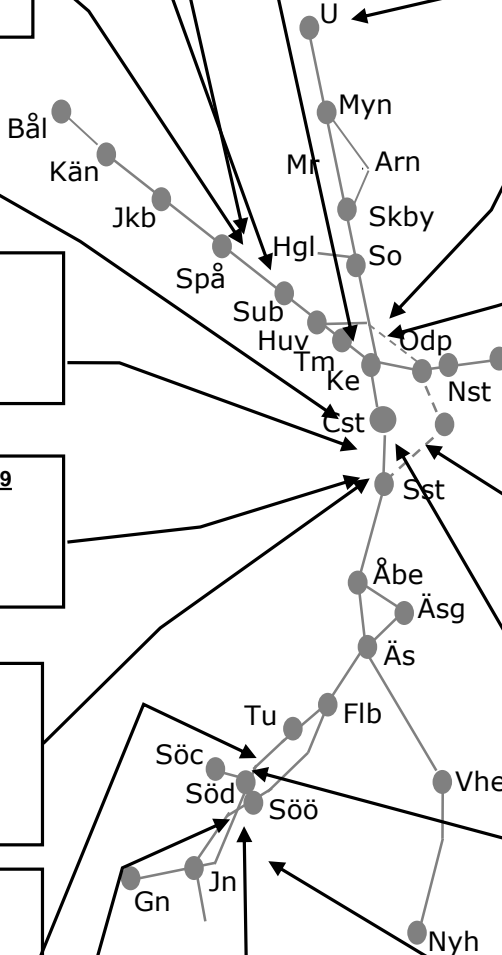 U
Myn
Bål
Mr
Arn
Kän
Jkb
Skby
Hgl
So
Spå
Sub
Huv
Odp
Tm
Ke
Nst
Cst
9
Sst
Åbe
Äsg
Äs
Tu
Flb
Söc
Söd
Vhe
Söö
Jn
Gn
Nyh